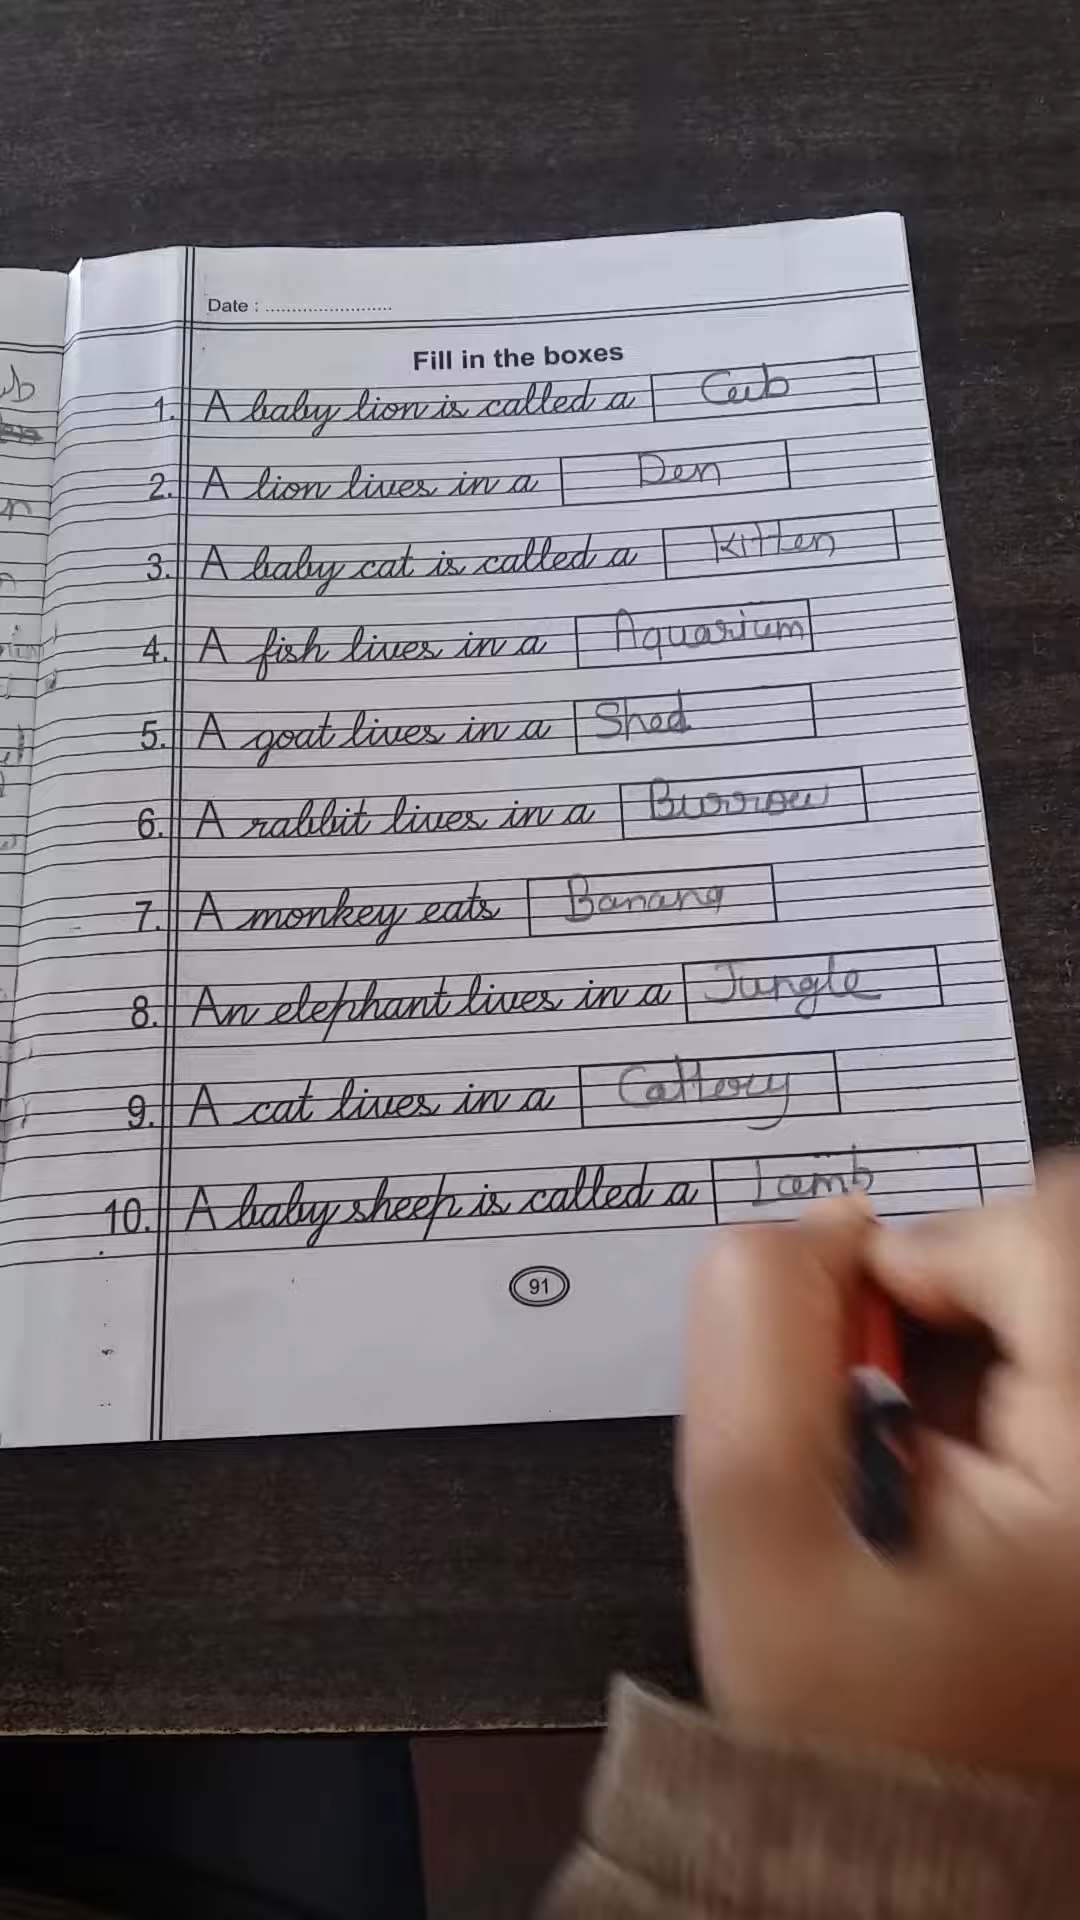 Date : ........................
Fill in the boxes
1. A baby lion is called a Cub
2. A lion lives in a Den
3. A baby cat is called a Kitten
4. A fish lives in a Aquarium
5. A goat lives in a Shed
6. A rabbit lives in a Burrow
7. A monkey eats Banana
8. An elephant lives in a Jungle
9. A cat lives in a Cattery
10. A baby sheep is called a Lamb
91